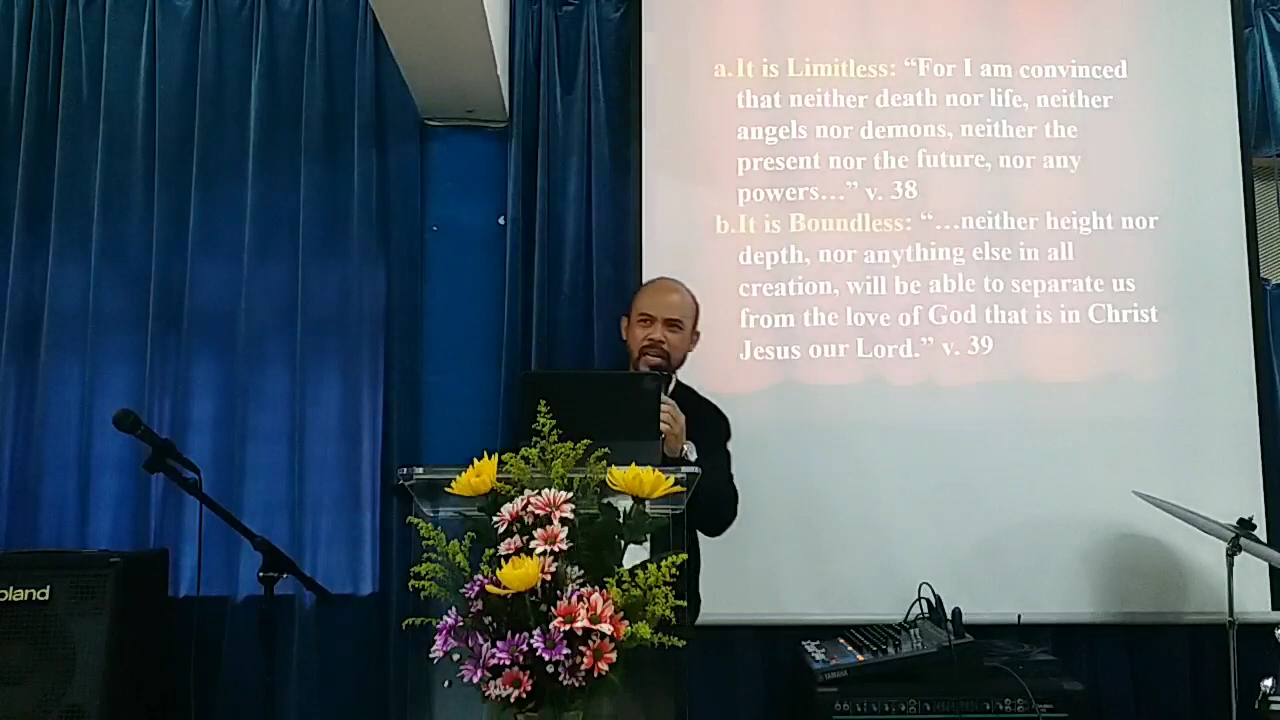 a. It is Limitless: “For I am convinced
that neither death nor life, neither
angels nor demons, neither the
present nor the future, nor any
powers…” v. 38
b. It is Boundless: “…neither height nor
depth, nor anything else in all
creation, will be able to separate us
from the love of God that is in Christ
Jesus our Lord.” v. 39
oland
YAMAHA